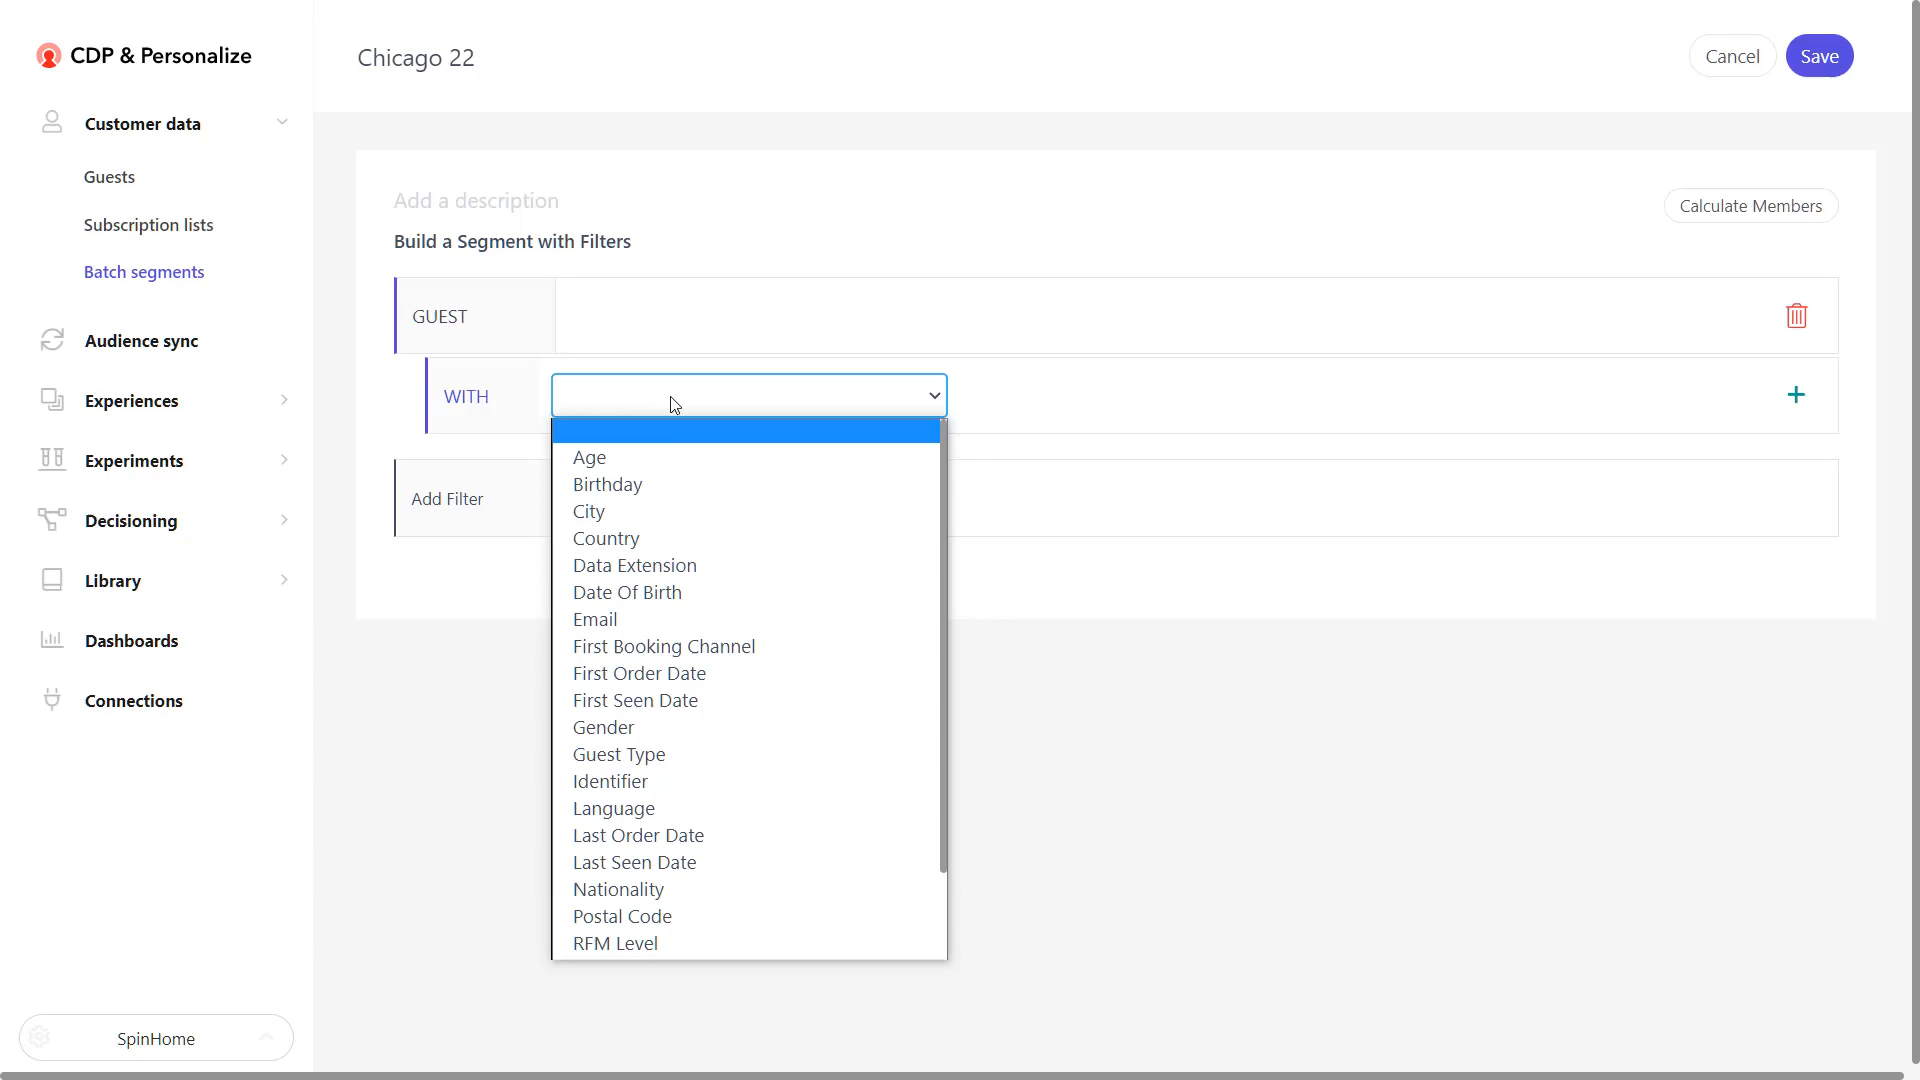 CDP & Personalize
Chicago 22
Cancel
Save
Customer data
Guests
Subscription lists
Batch segments
Audience sync
Experiences
Experiments
Decisioning
Library
Dashboards
Connections
SpinHome
Add a description
Calculate Members
Build a Segment with Filters
GUEST
WITH
Add Filter
Age
Birthday
City
Country
Data Extension
Date Of Birth
Email
First Booking Channel
First Order Date
First Seen Date
Gender
Guest Type
Identifier
Language
Last Order Date
Last Seen Date
Nationality
Postal Code
RFM Level